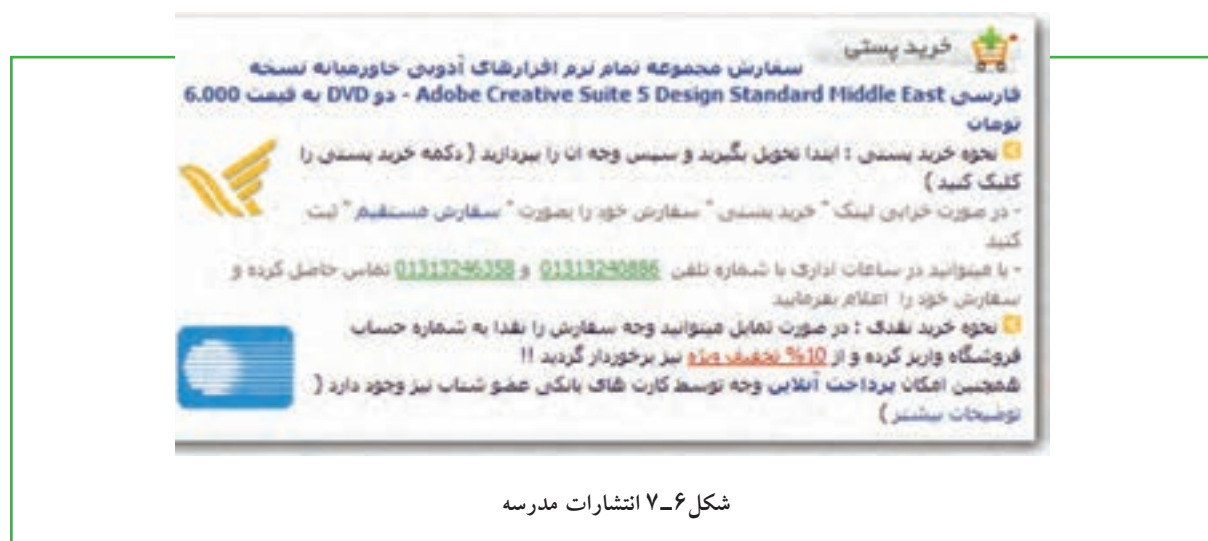 خرید پستی
سفارش مجموعه تمام نرم افزارهای آدوبی خاورمیانه نسخه
فارسی Adobe Creative Suite 5 Design Standard Middle East - دو DVD به قیمت 6.000
تومان
نحوه خرید پستی : ابتدا تحویل بگیرید و سپس وجه ان را بپردازید ( دکمه خرید پستی را
کلیک کنید )
- در صورت خرابی لینک " خرید پستی " سفارش خود را بصورت " سفارش مستقیم " ثبت
کنید
- یا میتوانید در ساعات اداری با شماره تلفن 01313240886 و 01313246358 تماس حاصل کرده و
سفارش خود را اعلام بفرمایید
نحوه خرید نقدی : در صورت تمایل میتوانید وجه سفارش را نقدا به شماره حساب
فروشگاه واریز کرده و از 10% تخفیف ویژه نیز برخوردار گردید !!
همچنین امکان پرداخت آنلاین وجه توسط کارت های بانکی عضو شتاب نیز وجود دارد (
توضیحات بیشتر )
شکل ۶ــ۷ انتشارات مدرسه